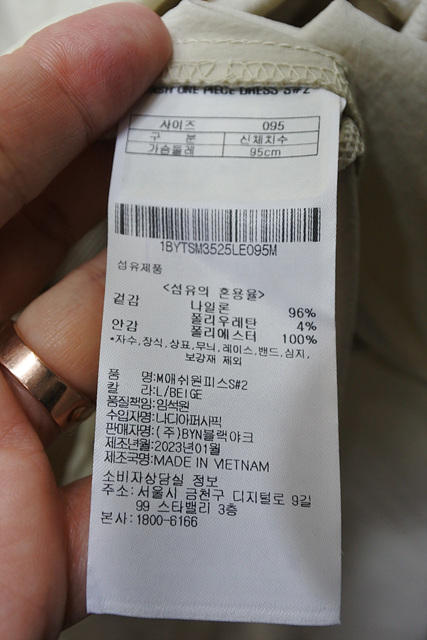 ONE PIECE DRESS S#2
사이즈 095
구 분 신체치수
가슴둘레 95cm
1BYTSM3525LE095M
섬유제품
<섬유의 혼용율>
겉감 나일론 96%
폴리우레탄 4%
안감 폴리에스터 100%
*자수,장식,상표,무늬,레이스,밴드,심지,
보강재 제외
품 명:M애쉬원피스S#2
칼 라:L/BEIGE
품질책임:임석원
수입자명:나디아퍼시픽
판매자명:(주)BYN블랙야크
제조년월:2023년01월
제조국명:MADE IN VIETNAM
소비자상담실 정보
주소: 서울시 금천구 디지털로 9길
99 스타밸리 3층
본사:1800-6166